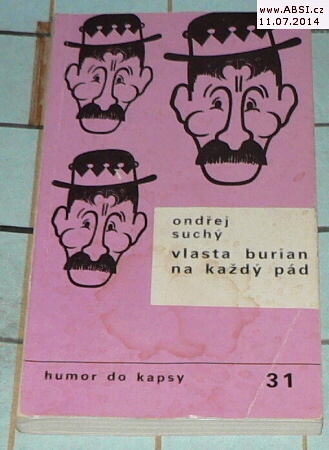 www.ABSI.cz
11.07.2014
ondřej
suchý
vlasta burian
na každý pád
humor do kapsy 31